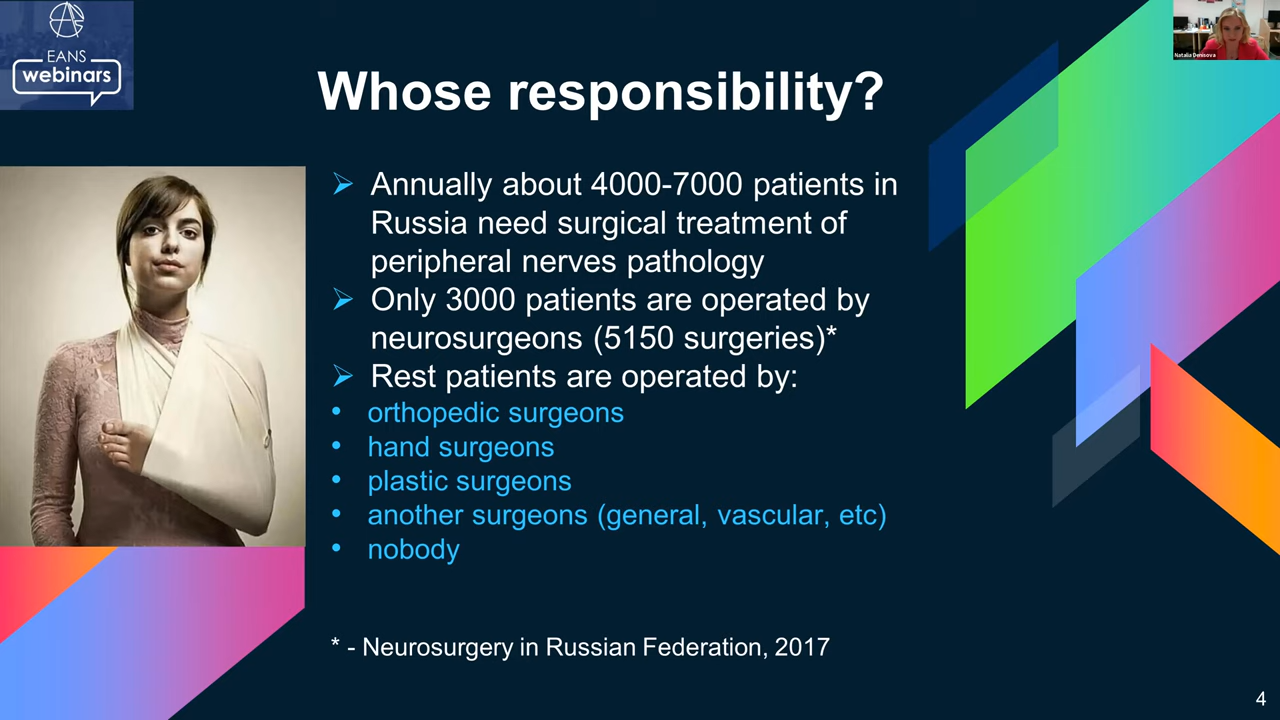 EANS
webinars
Natalia Denisova
Whose responsibility?
Annually about 4000-7000 patients in
Russia need surgical treatment of
peripheral nerves pathology
Only 3000 patients are operated by
neurosurgeons (5150 surgeries)*
Rest patients are operated by:
• orthopedic surgeons
• hand surgeons
• plastic surgeons
• another surgeons (general, vascular, etc)
• nobody
* - Neurosurgery in Russian Federation, 2017
4